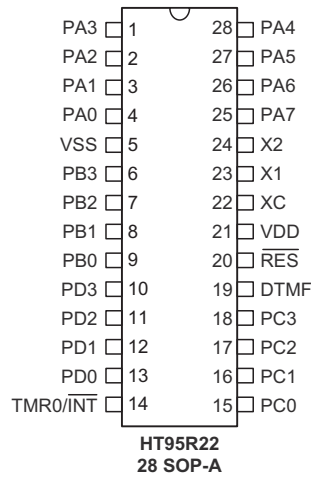 PA3 1 28 PA4
PA2 2 27 PA5
PA1 3 26 PA6
PA0 4 25 PA7
VSS 5 24 X2
PB3 6 23 X1
PB2 7 22 XC
PB1 8 21 VDD
PB0 9 20 R̅E̅S̅
PD3 10 19 DTMF
PD2 11 18 PC3
PD1 12 17 PC2
PD0 13 16 PC1
TMR0/I̅N̅T̅ 14 15 PC0
HT95R22
28 SOP-A